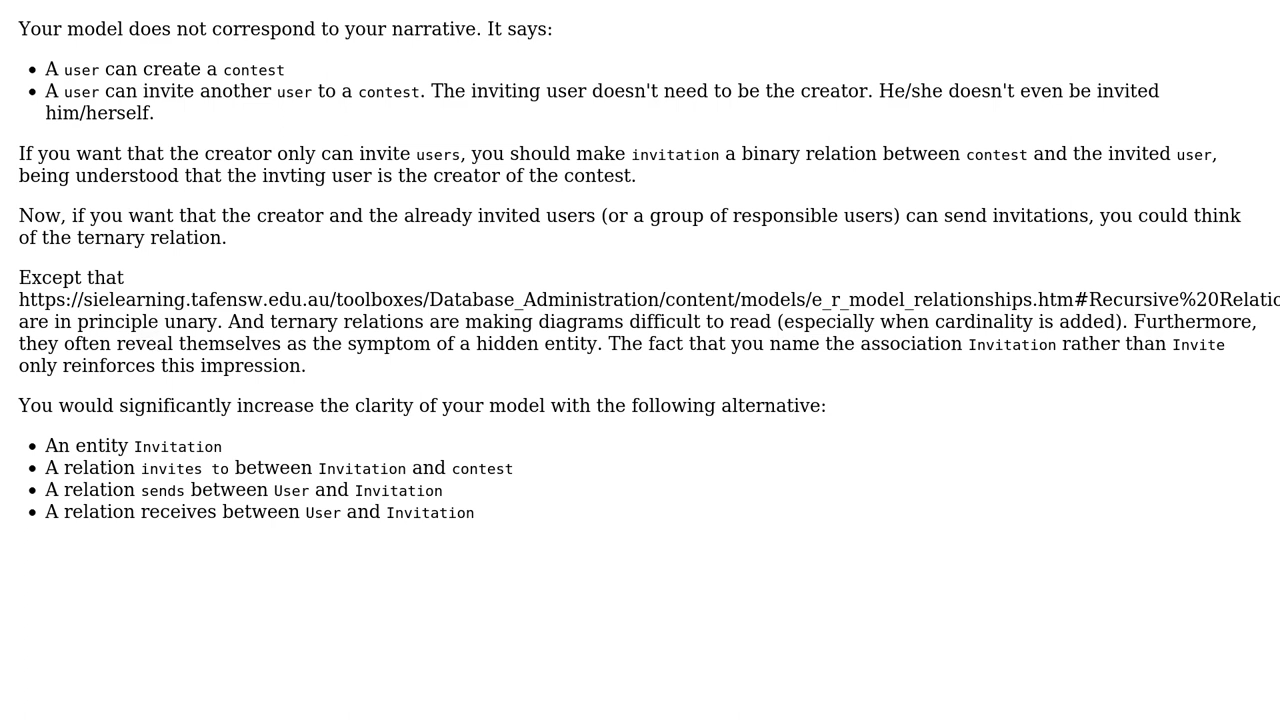 Your model does not correspond to your narrative. It says:
A user can create a contest
A user can invite another user to a contest. The inviting user doesn't need to be the creator. He/she doesn't even be invited
him/herself.
If you want that the creator only can invite users, you should make invitation a binary relation between contest and the invited user,
being understood that the invting user is the creator of the contest.
Now, if you want that the creator and the already invited users (or a group of responsible users) can send invitations, you could think
of the ternary relation.
Except that
https://sielearning.tafensw.edu.au/toolboxes/Database_Administration/content/models/e_r_model_relationships.htm#Recursive%20Relatio
are in principle unary. And ternary relations are making diagrams difficult to read (especially when cardinality is added). Furthermore,
they often reveal themselves as the symptom of a hidden entity. The fact that you name the association Invitation rather than Invite
only reinforces this impression.
You would significantly increase the clarity of your model with the following alternative:
An entity Invitation
A relation invites to between Invitation and contest
A relation sends between User and Invitation
A relation receives between User and Invitation